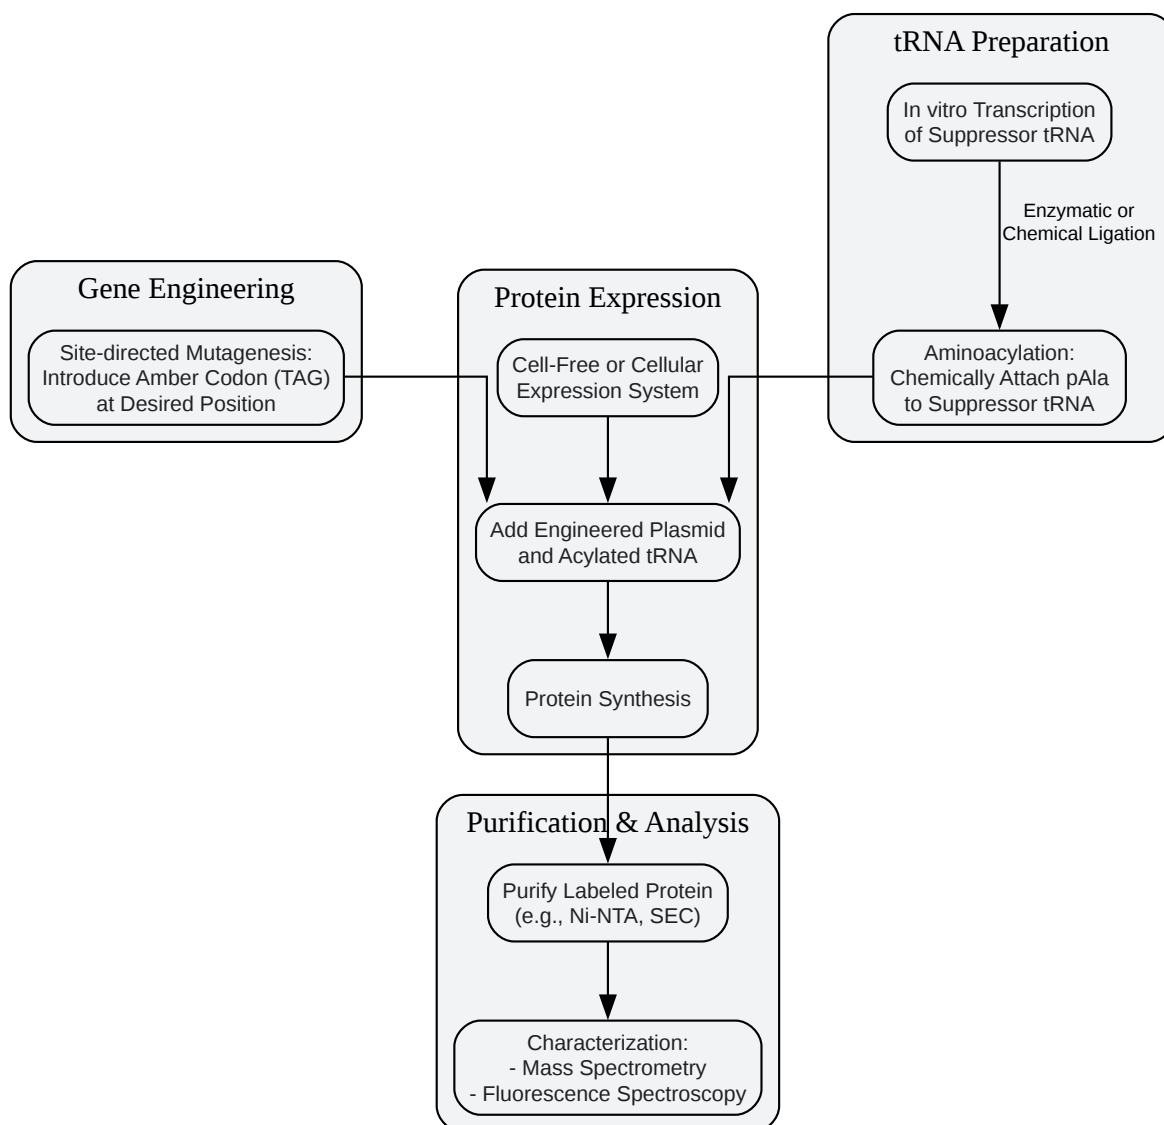 tRNA Preparation
In vitro Transcription
of Suppressor tRNA
Enzymatic or
Chemical Ligation
Aminoacylation:
Chemically Attach pAla
to Suppressor tRNA
Gene Engineering
Site-directed Mutagenesis:
Introduce Amber Codon (TAG)
at Desired Position
Protein Expression
Cell-Free or Cellular
Expression System
Add Engineered Plasmid
and Acylated tRNA
Protein Synthesis
Purification & Analysis
Purify Labeled Protein
(e.g., Ni-NTA, SEC)
Characterization:
- Mass Spectrometry
- Fluorescence Spectroscopy